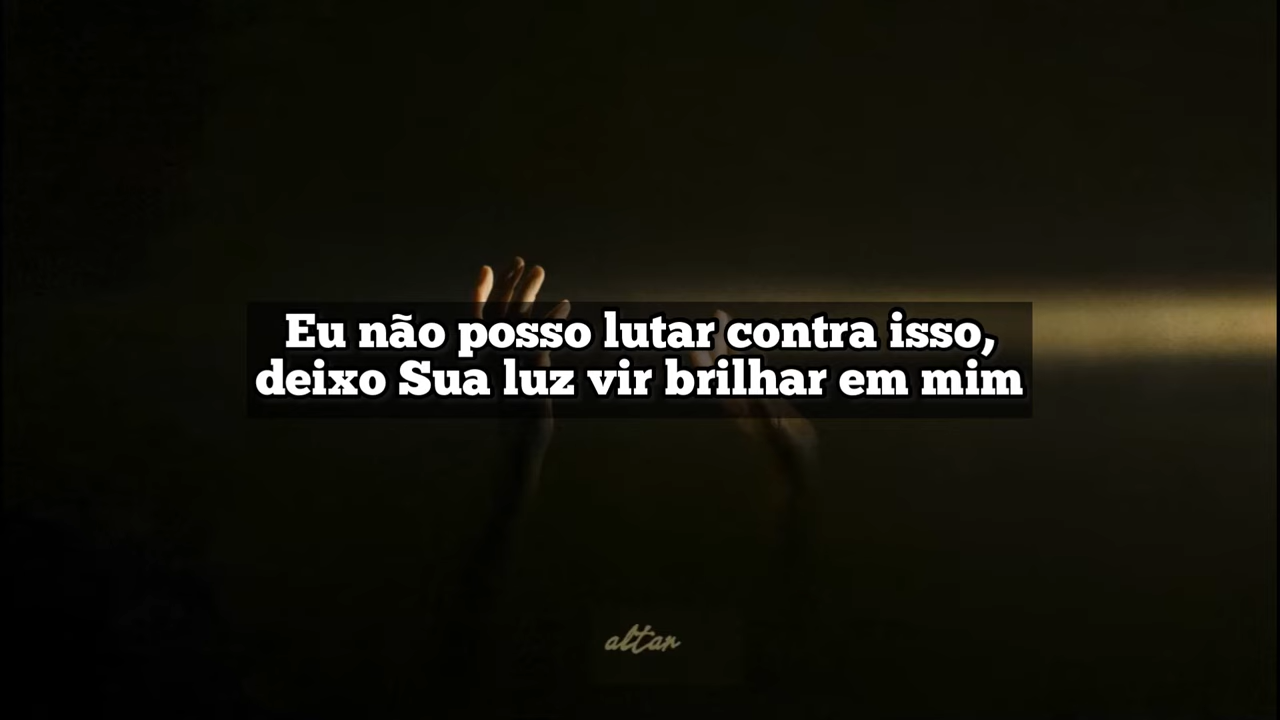 Eu não posso lutar contra isso,
deixo Sua luz vir brilhar em mim
altar